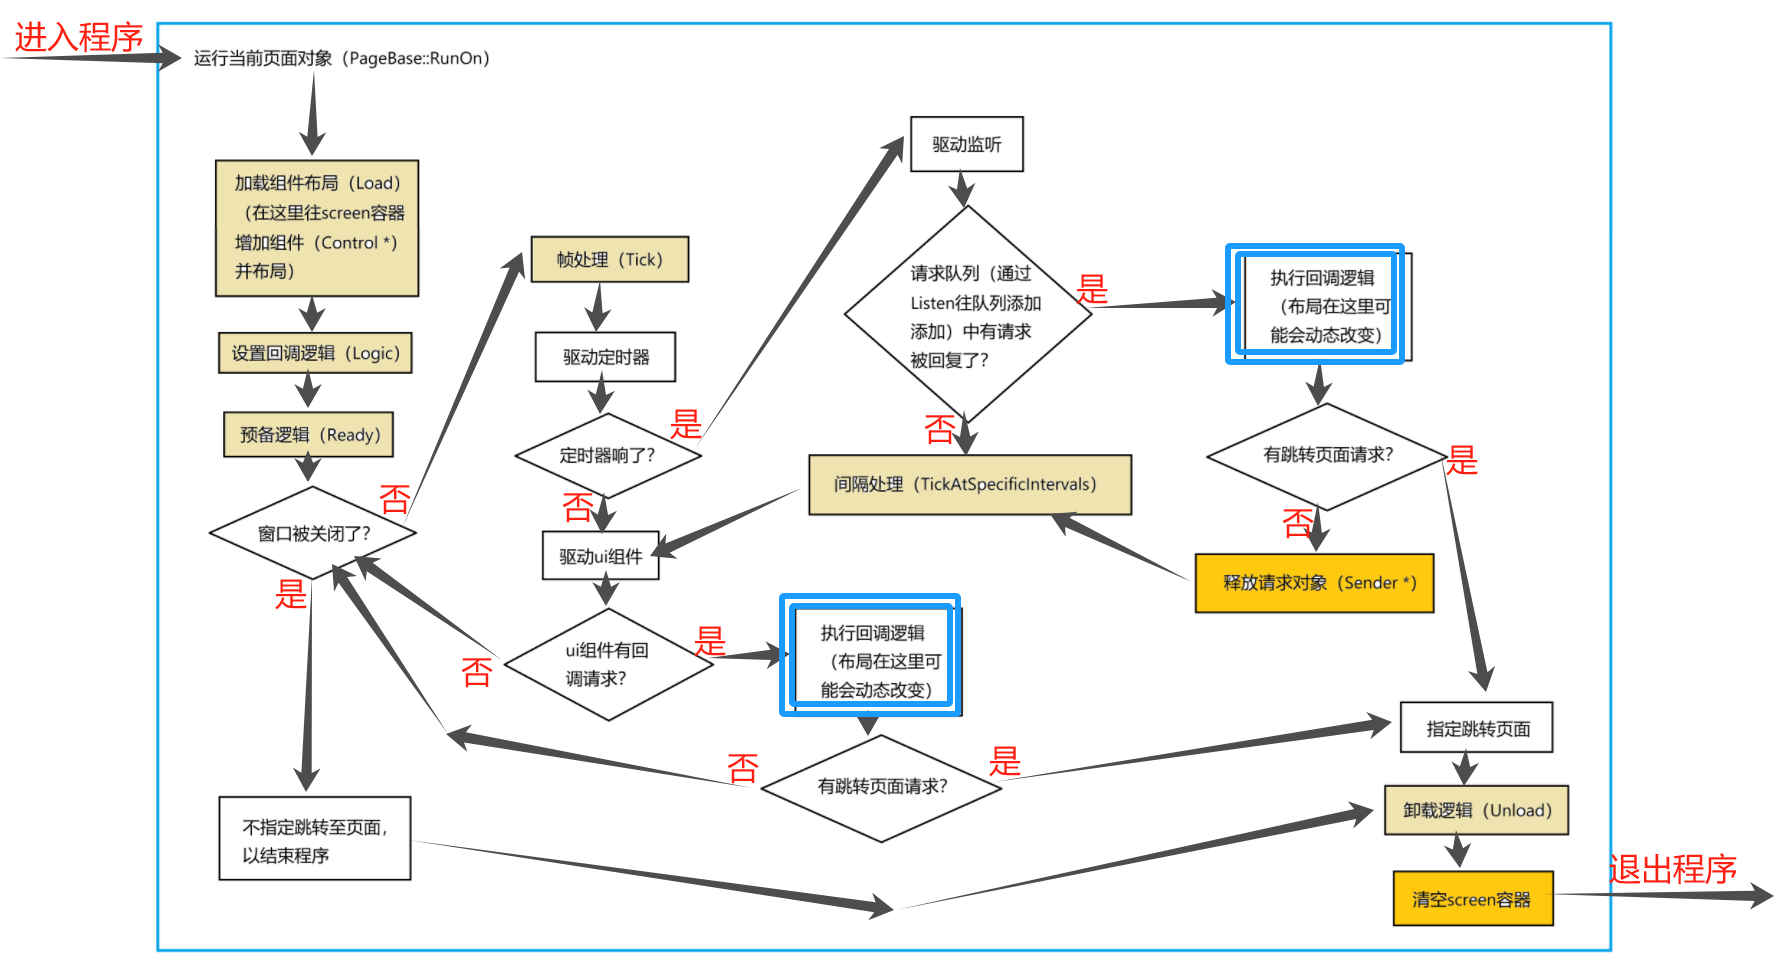 进入程序
运行当前页面对象（PageBase::RunOn）
加载组件布局（Load）
（在这里往screen容器
增加组件（Control *）
并布局）
设置回调逻辑（Logic）
预备逻辑（Ready）
窗口被关闭了？
否
是
不指定跳转至页面，
以结束程序
帧处理（Tick）
驱动定时器
定时器响了？
是
否
驱动ui组件
ui组件有回
调请求？
否
是
执行回调逻辑
（布局在这里可
能会动态改变）
有跳转页面请求？
否
是
驱动监听
请求队列（通过
Listen往队列添加
添加）中有请求
被回复了？
是
否
间隔处理（TickAtSpecificIntervals）
执行回调逻辑
（布局在这里可
能会动态改变）
有跳转页面请求？
是
否
释放请求对象（Sender *）
指定跳转页面
卸载逻辑（Unload）
清空screen容器
退出程序